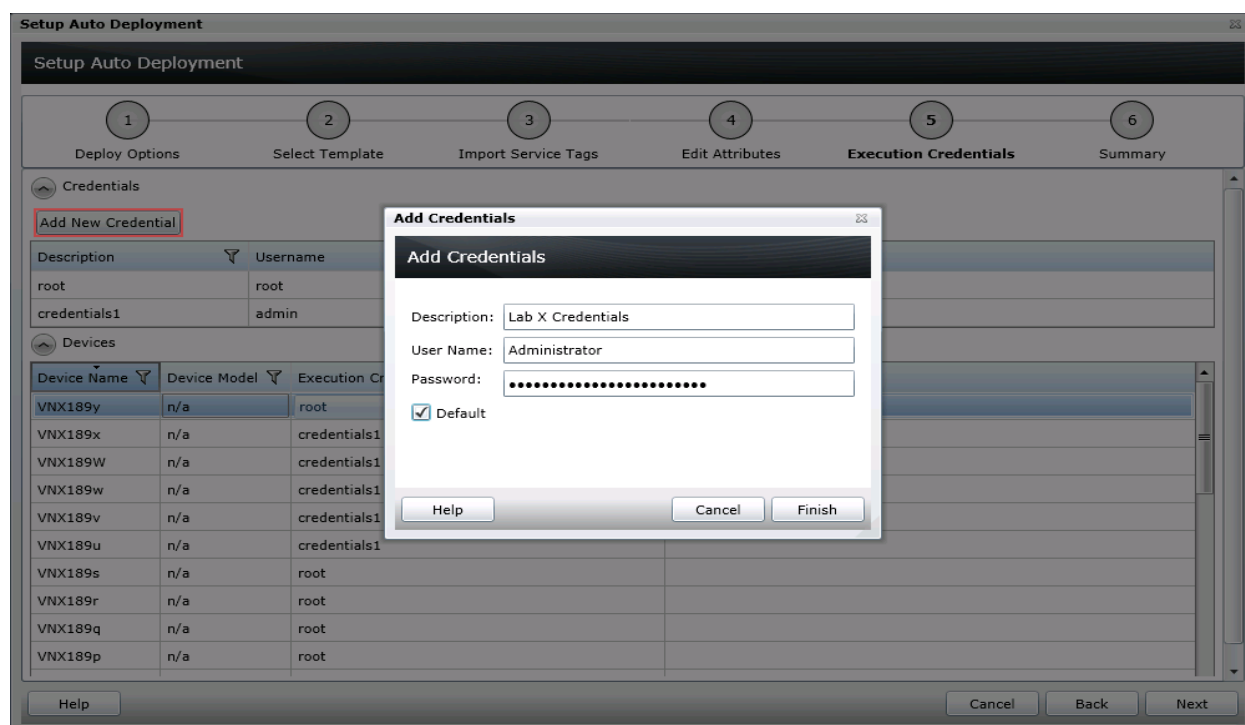 Setup Auto Deployment
Setup Auto Deployment
1 2 3 4 5 6
Deploy Options Select Template Import Service Tags Edit Attributes Execution Credentials Summary
Credentials
Add New Credential
Description Username
root root
credentials1 admin
Devices
Device Name Device Model Execution Cr
VNX189y n/a root
VNX189x n/a credentials1
VNX189W n/a credentials1
VNX189w n/a credentials1
VNX189v n/a credentials1
VNX189u n/a credentials1
VNX189s n/a root
VNX189r n/a root
VNX189q n/a root
VNX189p n/a root
Help Cancel Back Next
Add Credentials
Add Credentials
Description: Lab X Credentials
User Name: Administrator
Password: ••••••••••••••••••••••••
Default
Help Cancel Finish